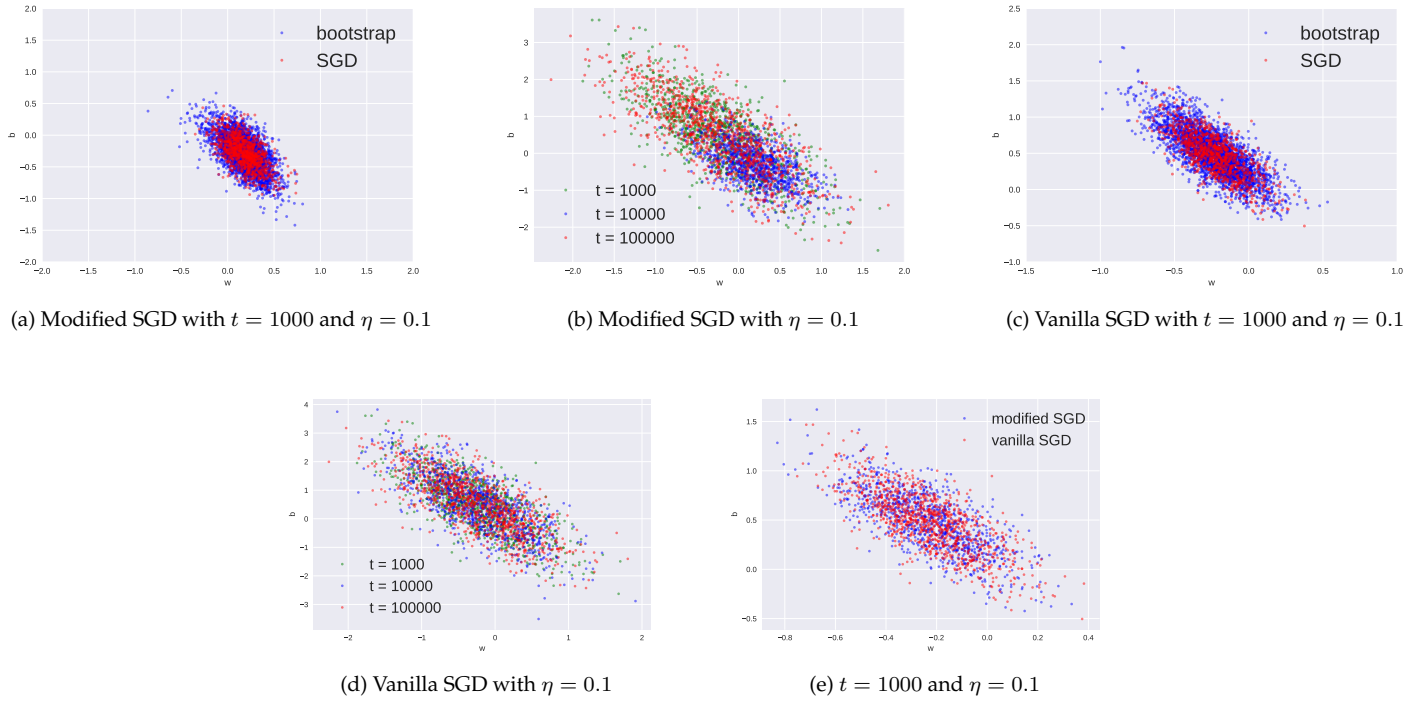 2.0
1.5
1.0
0.5
0.0
−0.5
−1.0
−1.5
−2.0
b
−2.0 −1.5 −1.0 −0.5 0.0 0.5 1.0 1.5 2.0
w
bootstrap
SGD
(a) Modified SGD with t = 1000 and η = 0.1
3
2
1
0
−1
−2
b
−2.0 −1.5 −1.0 −0.5 0.0 0.5 1.0 1.5 2.0
w
t = 1000
t = 10000
t = 100000
(b) Modified SGD with η = 0.1
2.5
2.0
1.5
1.0
0.5
0.0
−0.5
−1.0
b
−1.5 −1.0 −0.5 0.0 0.5 1.0
w
bootstrap
SGD
(c) Vanilla SGD with t = 1000 and η = 0.1
4
3
2
1
0
−1
−2
−3
b
−2 −1 0 1 2
w
t = 1000
t = 10000
t = 100000
(d) Vanilla SGD with η = 0.1
1.5
1.0
0.5
0.0
−0.5
b
−0.8 −0.6 −0.4 −0.2 0.0 0.2 0.4
w
modified SGD
vanilla SGD
(e) t = 1000 and η = 0.1